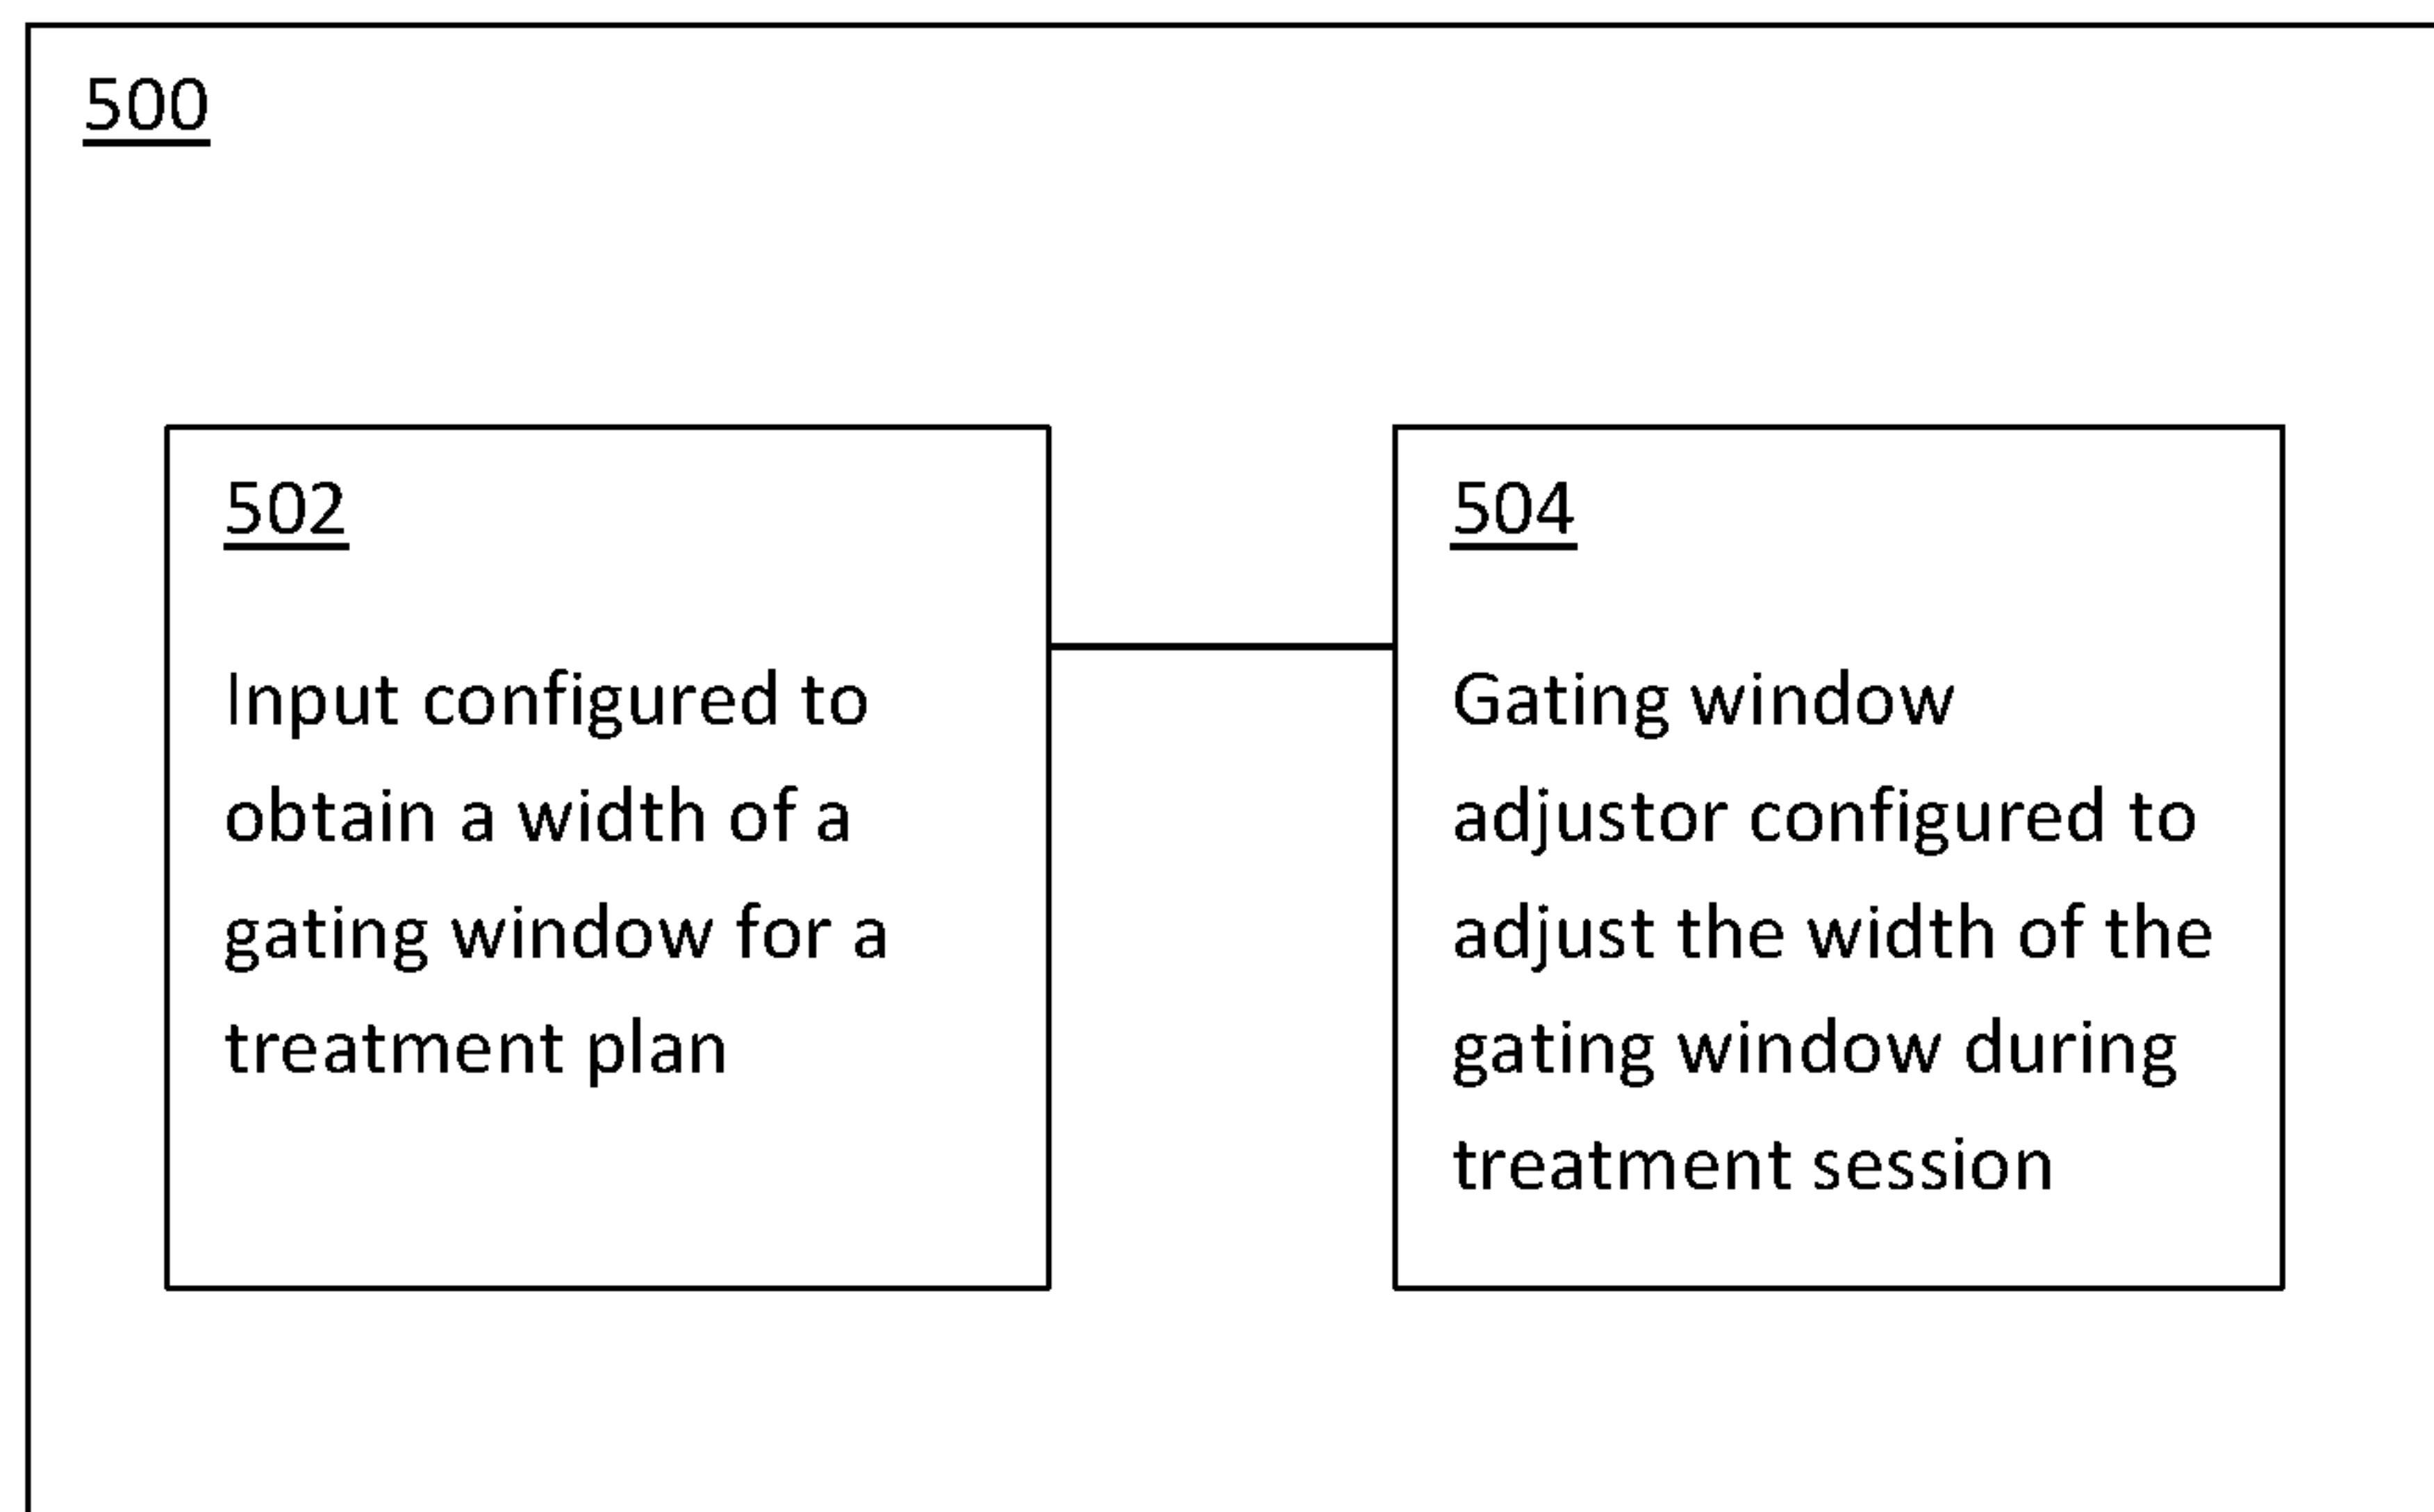 500
502
Input configured to
obtain a width of a
gating window for a
treatment plan
504
Gating window
adjustor configured to
adjust the width of the
gating window during
treatment session